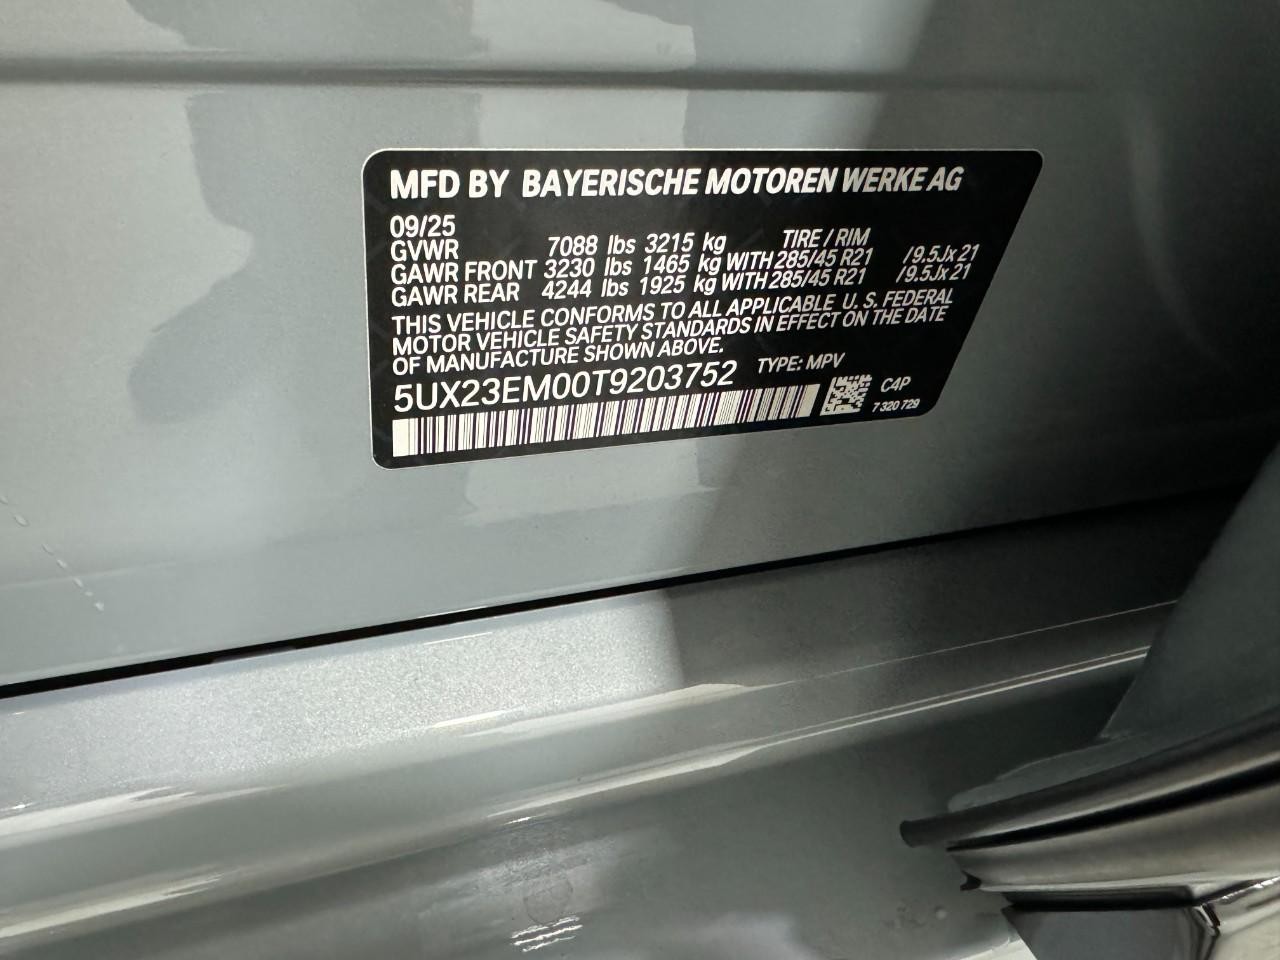 MFD BY BAYERISCHE MOTOREN WERKE AG
09/25
GVWR 7088 lbs 3215 kg TIRE / RIM
GAWR FRONT 3230 lbs 1465 kg WITH 285/45 R21 /9.5Jx21
GAWR REAR 4244 lbs 1925 kg WITH 285/45 R21 /9.5Jx21
THIS VEHICLE CONFORMS TO ALL APPLICABLE U. S. FEDERAL
MOTOR VEHICLE SAFETY STANDARDS IN EFFECT ON THE DATE
OF MANUFACTURE SHOWN ABOVE.
5UX23EM00T9203752 TYPE: MPV
C4P
7 320 729